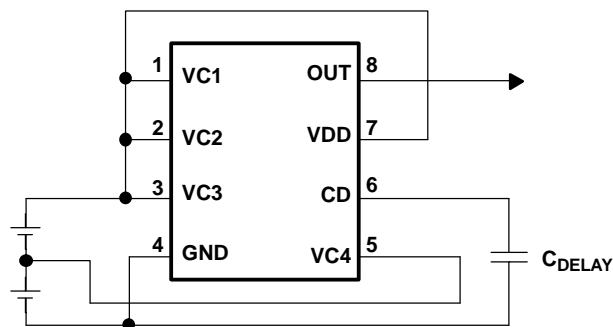 1 VC1 OUT 8
2 VC2 VDD 7
3 VC3 CD 6
4 GND VC4 5
CDELAY